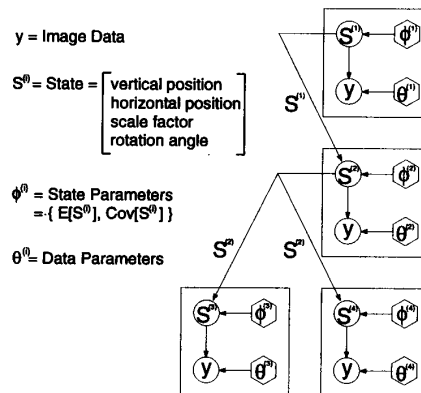 y = Image Data
S⁽ⁱ⁾ = State = [vertical position
horizontal position
scale factor
rotation angle]
ϕ⁽ⁱ⁾ = State Parameters
= { E[S⁽ⁱ⁾], Cov[S⁽ⁱ⁾] }
θ⁽ⁱ⁾ = Data Parameters
S⁽¹⁾ ϕ⁽¹⁾
y θ⁽¹⁾
S⁽¹⁾
S⁽²⁾ ϕ⁽²⁾
y θ⁽²⁾
S⁽²⁾ S⁽²⁾
S⁽³⁾ ϕ⁽³⁾
y θ⁽³⁾
S⁽⁴⁾ ϕ⁽⁴⁾
y θ⁽⁴⁾